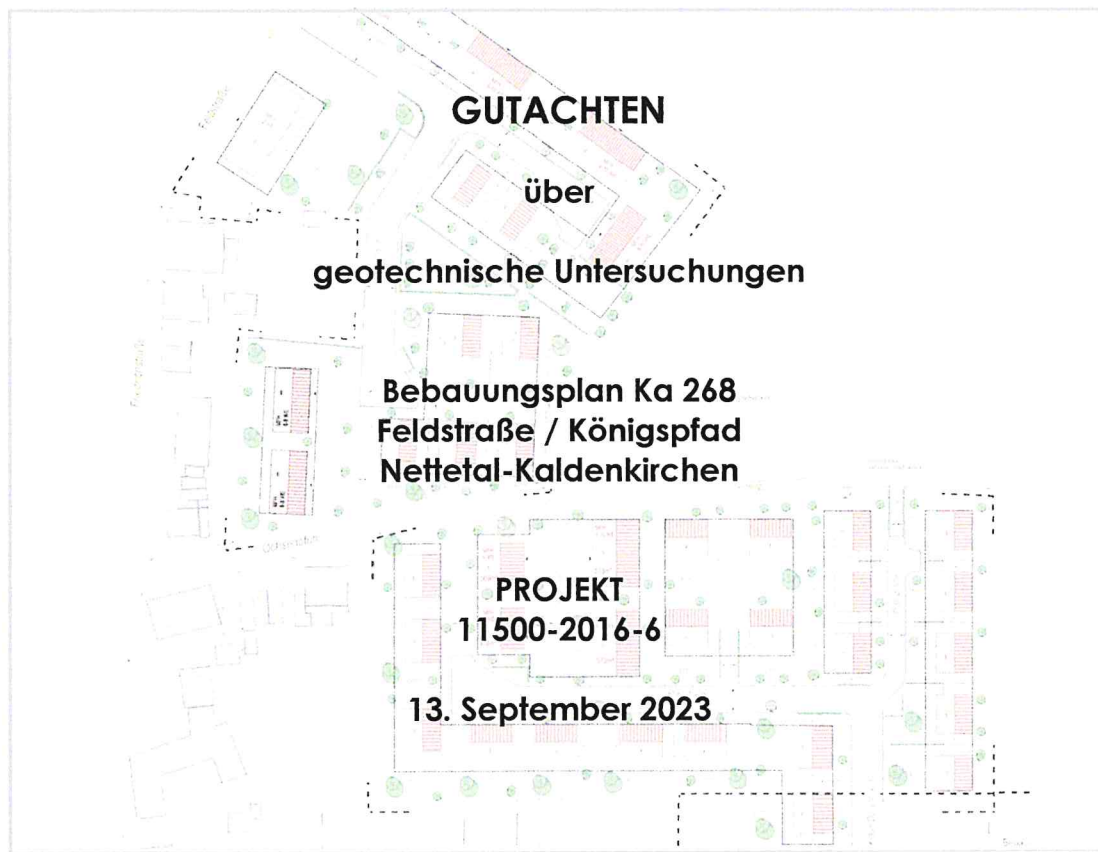 GUTACHTEN
über
geotechnische Untersuchungen
Bebauungsplan Ka 268
Feldstraße / Königspfad
Nettetal-Kaldenkirchen
PROJEKT
11500-2016-6
13. September 2023